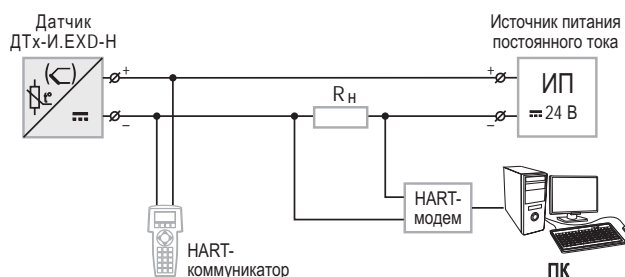 Датчик
ДТх-И.EXD-H
Источник питания
постоянного тока
t°
+
–
+
–
Rн
ИП
24 В
HART-
модем
HART-
коммуникатор
ПК